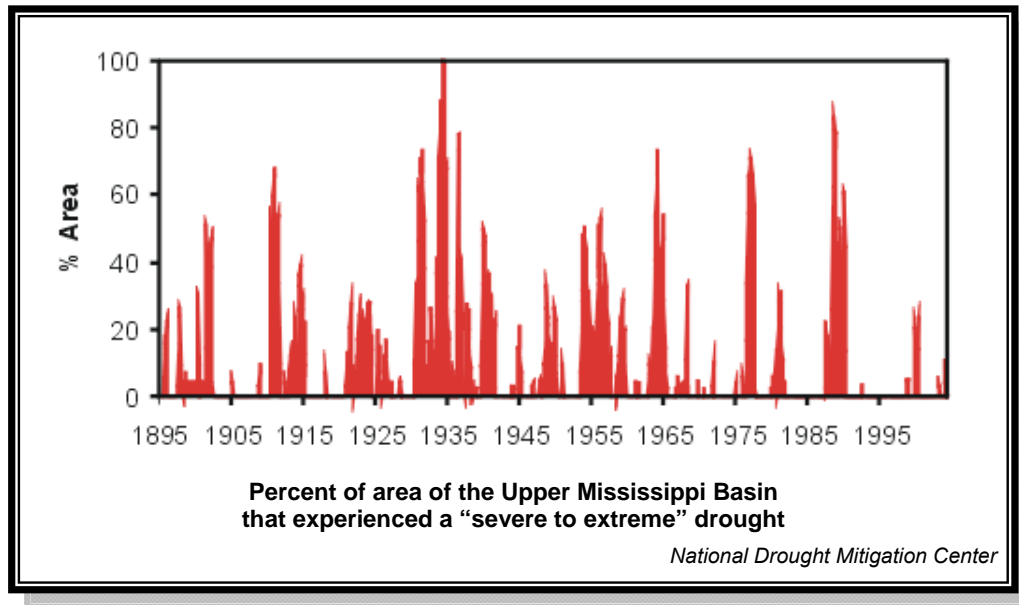 100
80
60
40
20
0
% Area
1895 1905 1915 1925 1935 1945 1955 1965 1975 1985 1995
Percent of area of the Upper Mississippi Basin
that experienced a “severe to extreme” drought
National Drought Mitigation Center